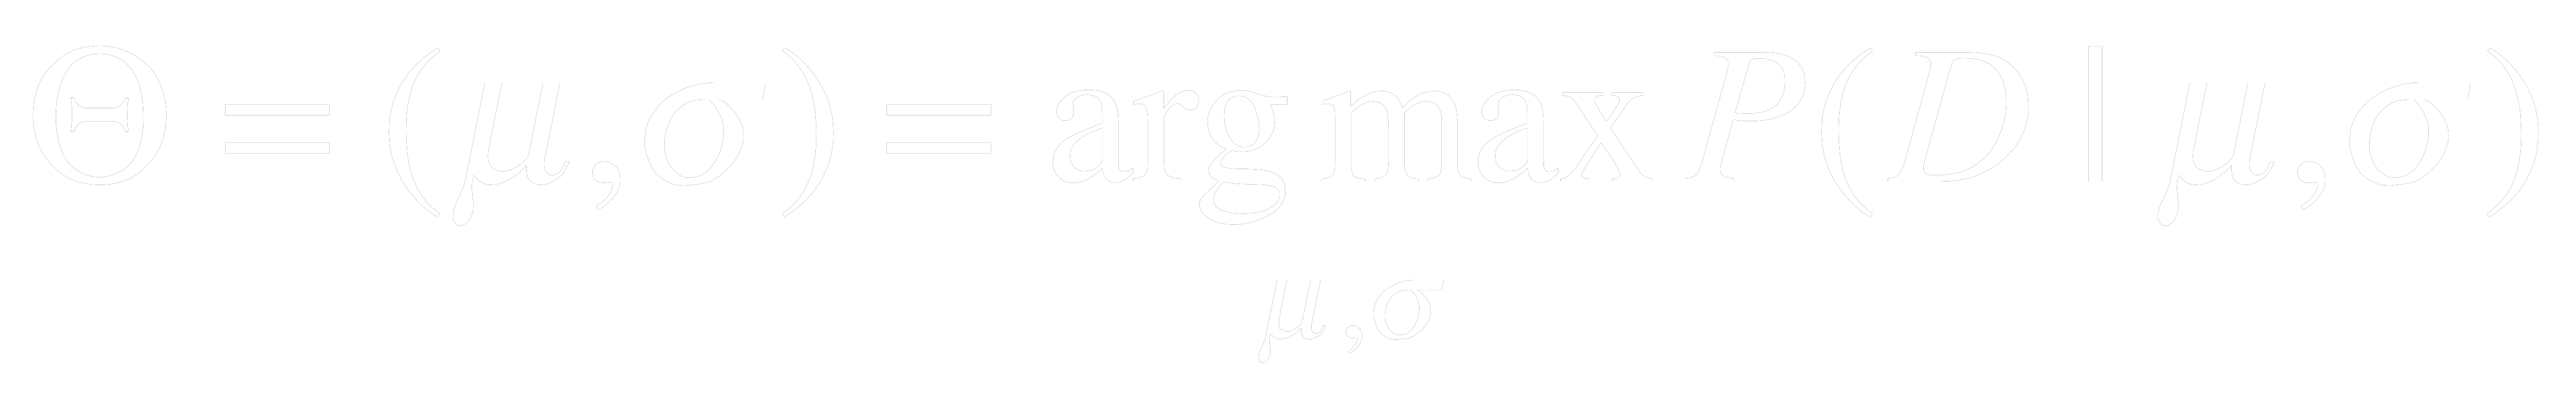 Θ = (μ, σ) = arg max P(D | μ, σ)
μ,σ